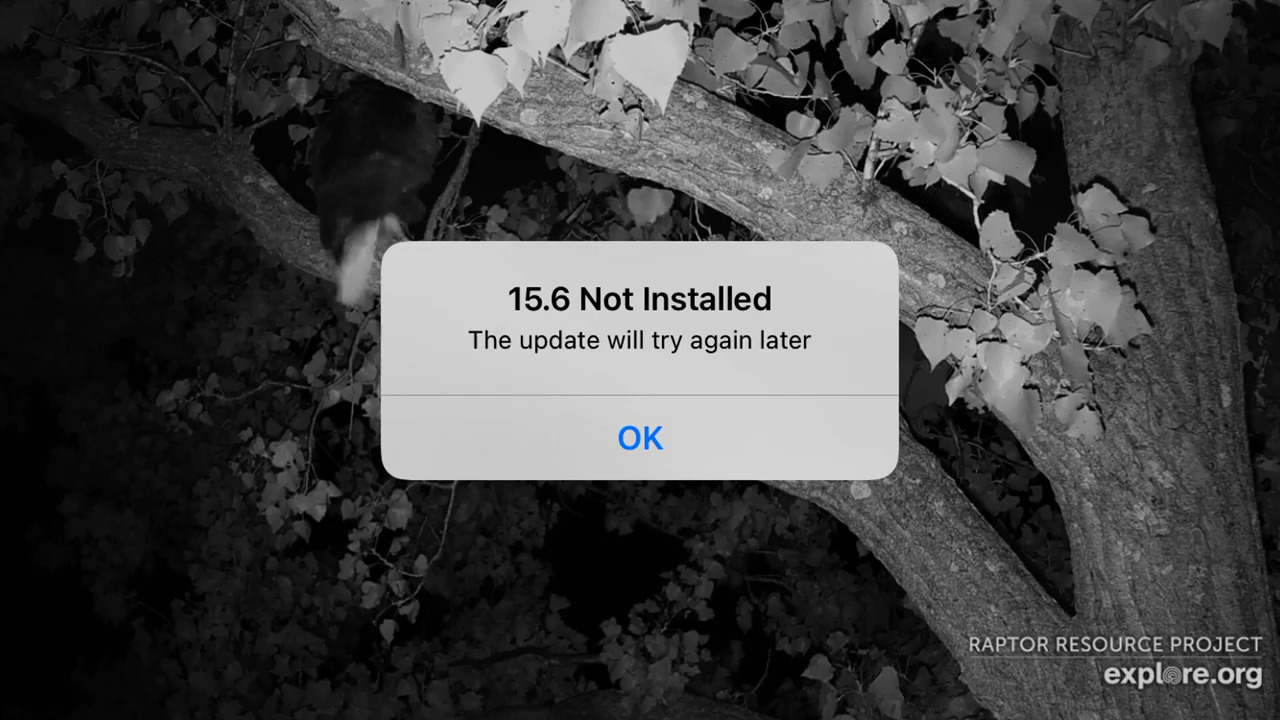 15.6 Not Installed
The update will try again later
OK
RAPTOR RESOURCE PROJECT
explore.org